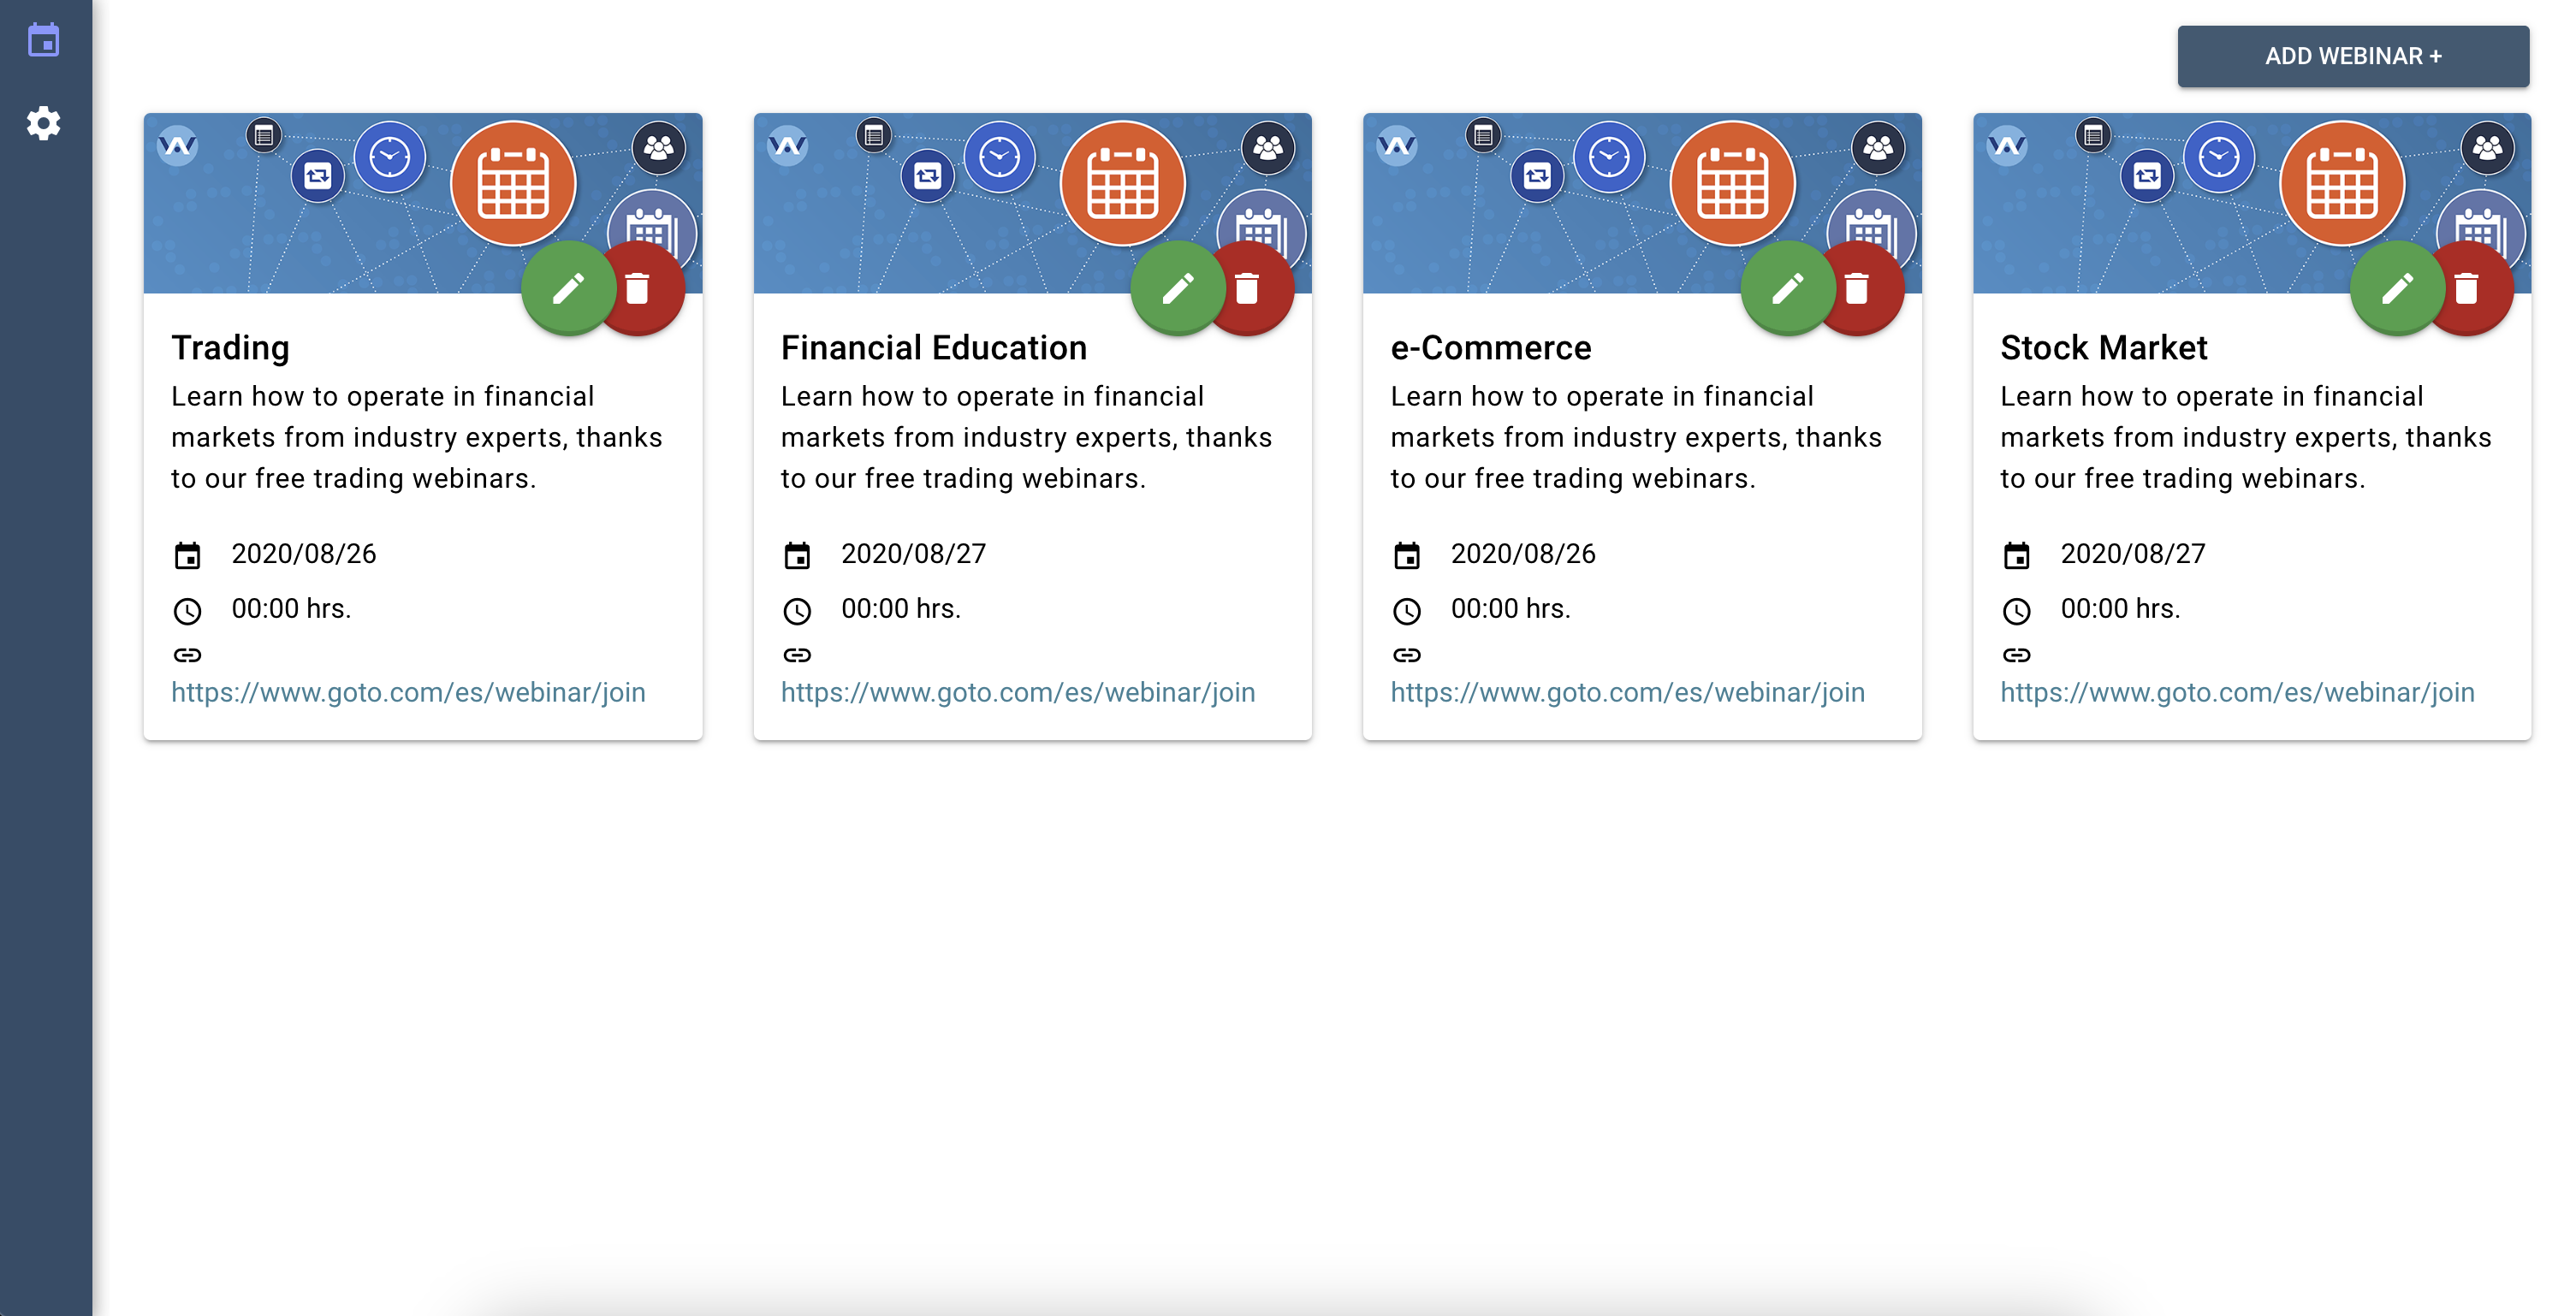 ADD WEBINAR +
Trading
Learn how to operate in financial
markets from industry experts, thanks
to our free trading webinars.
2020/08/26
00:00 hrs.
https://www.goto.com/es/webinar/join
Financial Education
Learn how to operate in financial
markets from industry experts, thanks
to our free trading webinars.
2020/08/27
00:00 hrs.
https://www.goto.com/es/webinar/join
e-Commerce
Learn how to operate in financial
markets from industry experts, thanks
to our free trading webinars.
2020/08/26
00:00 hrs.
https://www.goto.com/es/webinar/join
Stock Market
Learn how to operate in financial
markets from industry experts, thanks
to our free trading webinars.
2020/08/27
00:00 hrs.
https://www.goto.com/es/webinar/join